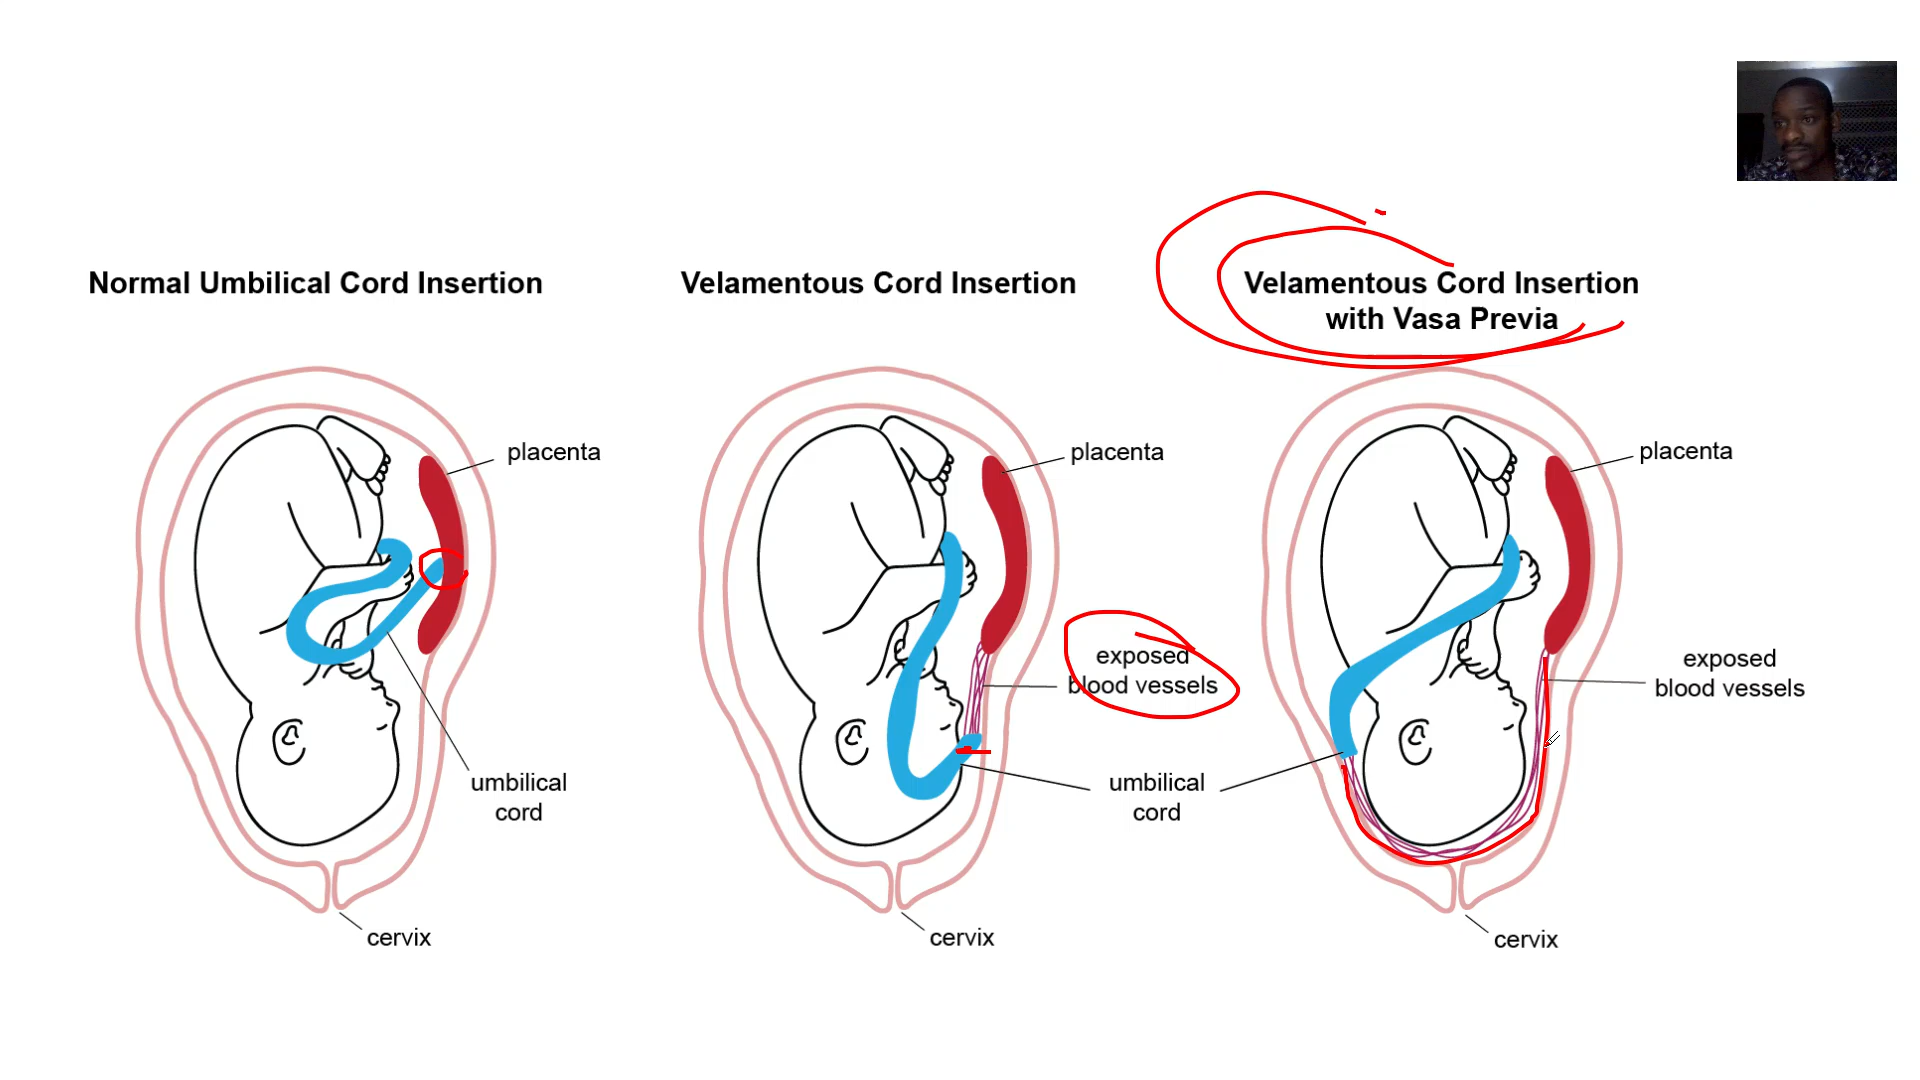 Normal Umbilical Cord Insertion
placenta
umbilical
cord
cervix
Velamentous Cord Insertion
placenta
exposed
blood vessels
umbilical
cord
cervix
Velamentous Cord Insertion
with Vasa Previa
placenta
exposed
blood vessels
cervix